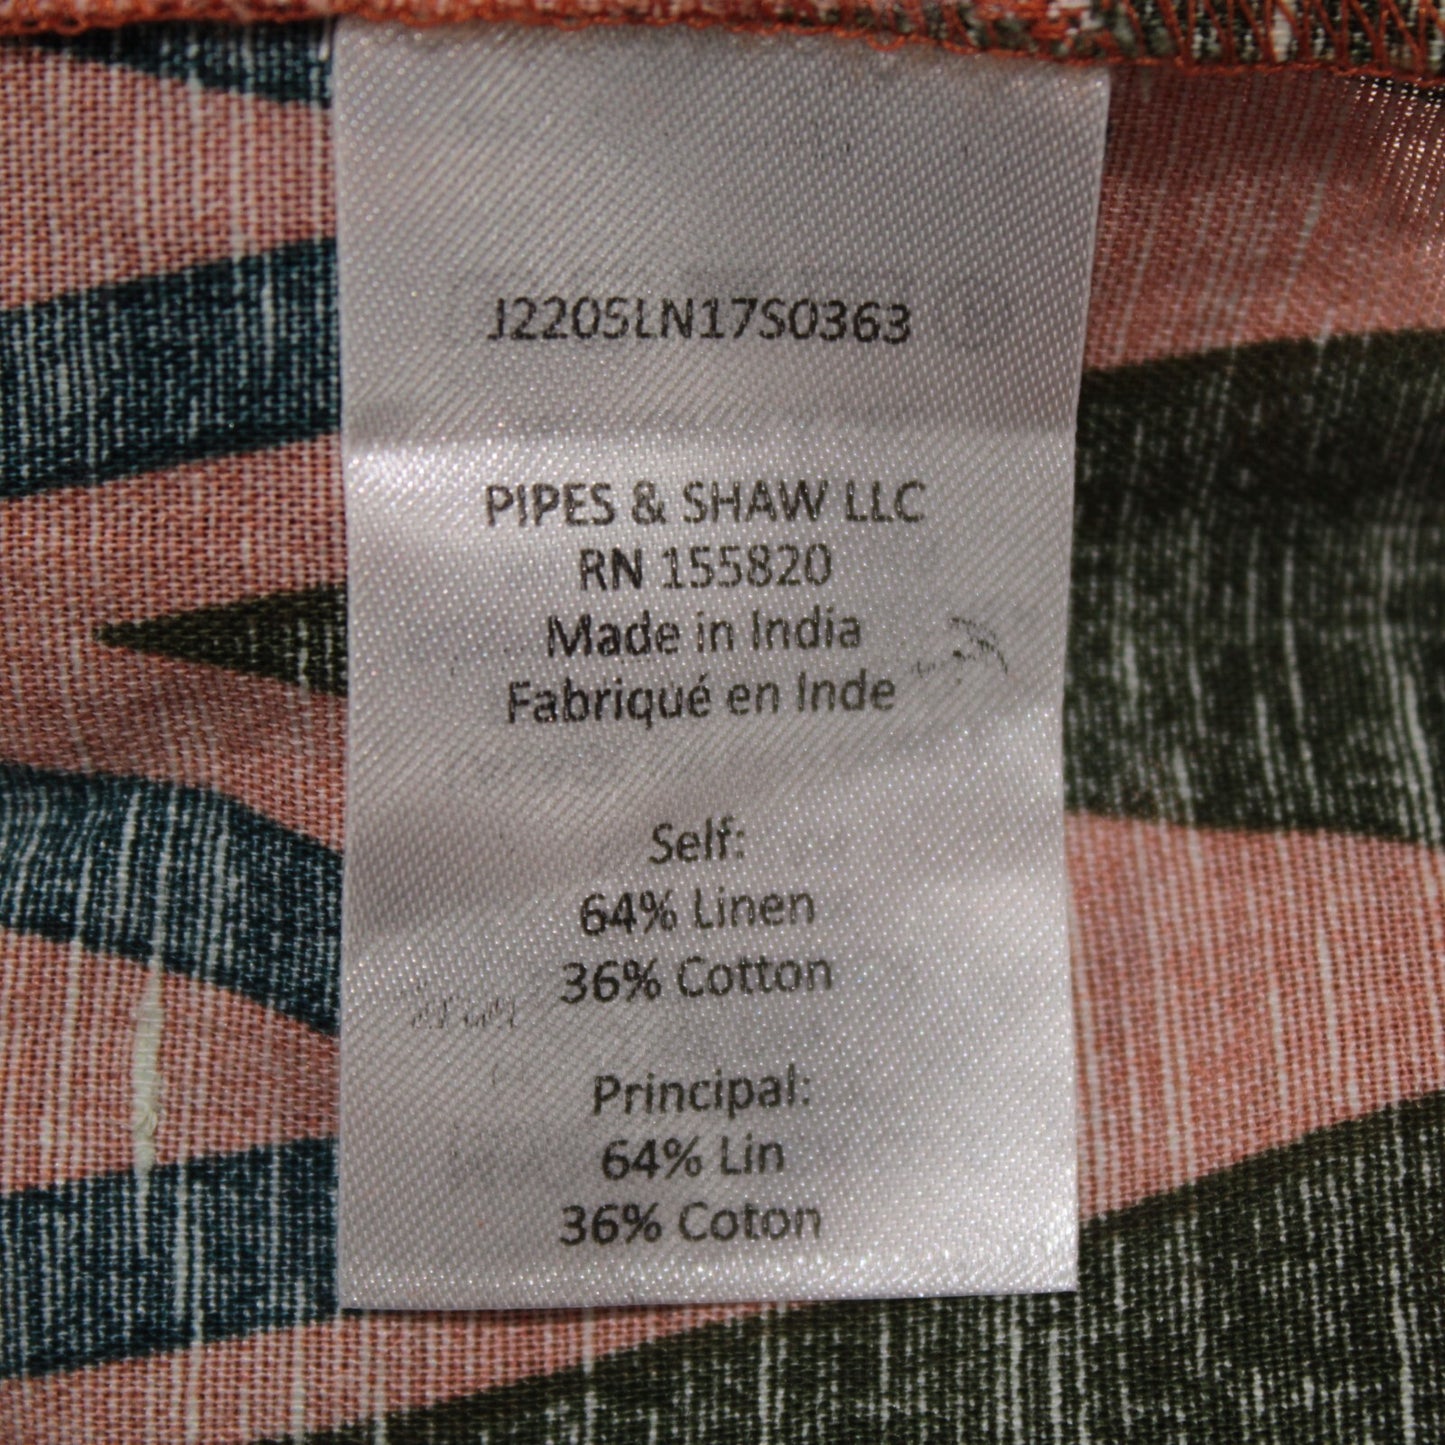 J2205LN17S0363
PIPES & SHAW LLC
RN 155820
Made in India
Fabriqué en Inde
Self:
64% Linen
36% Cotton
Principal:
64% Lin
36% Coton